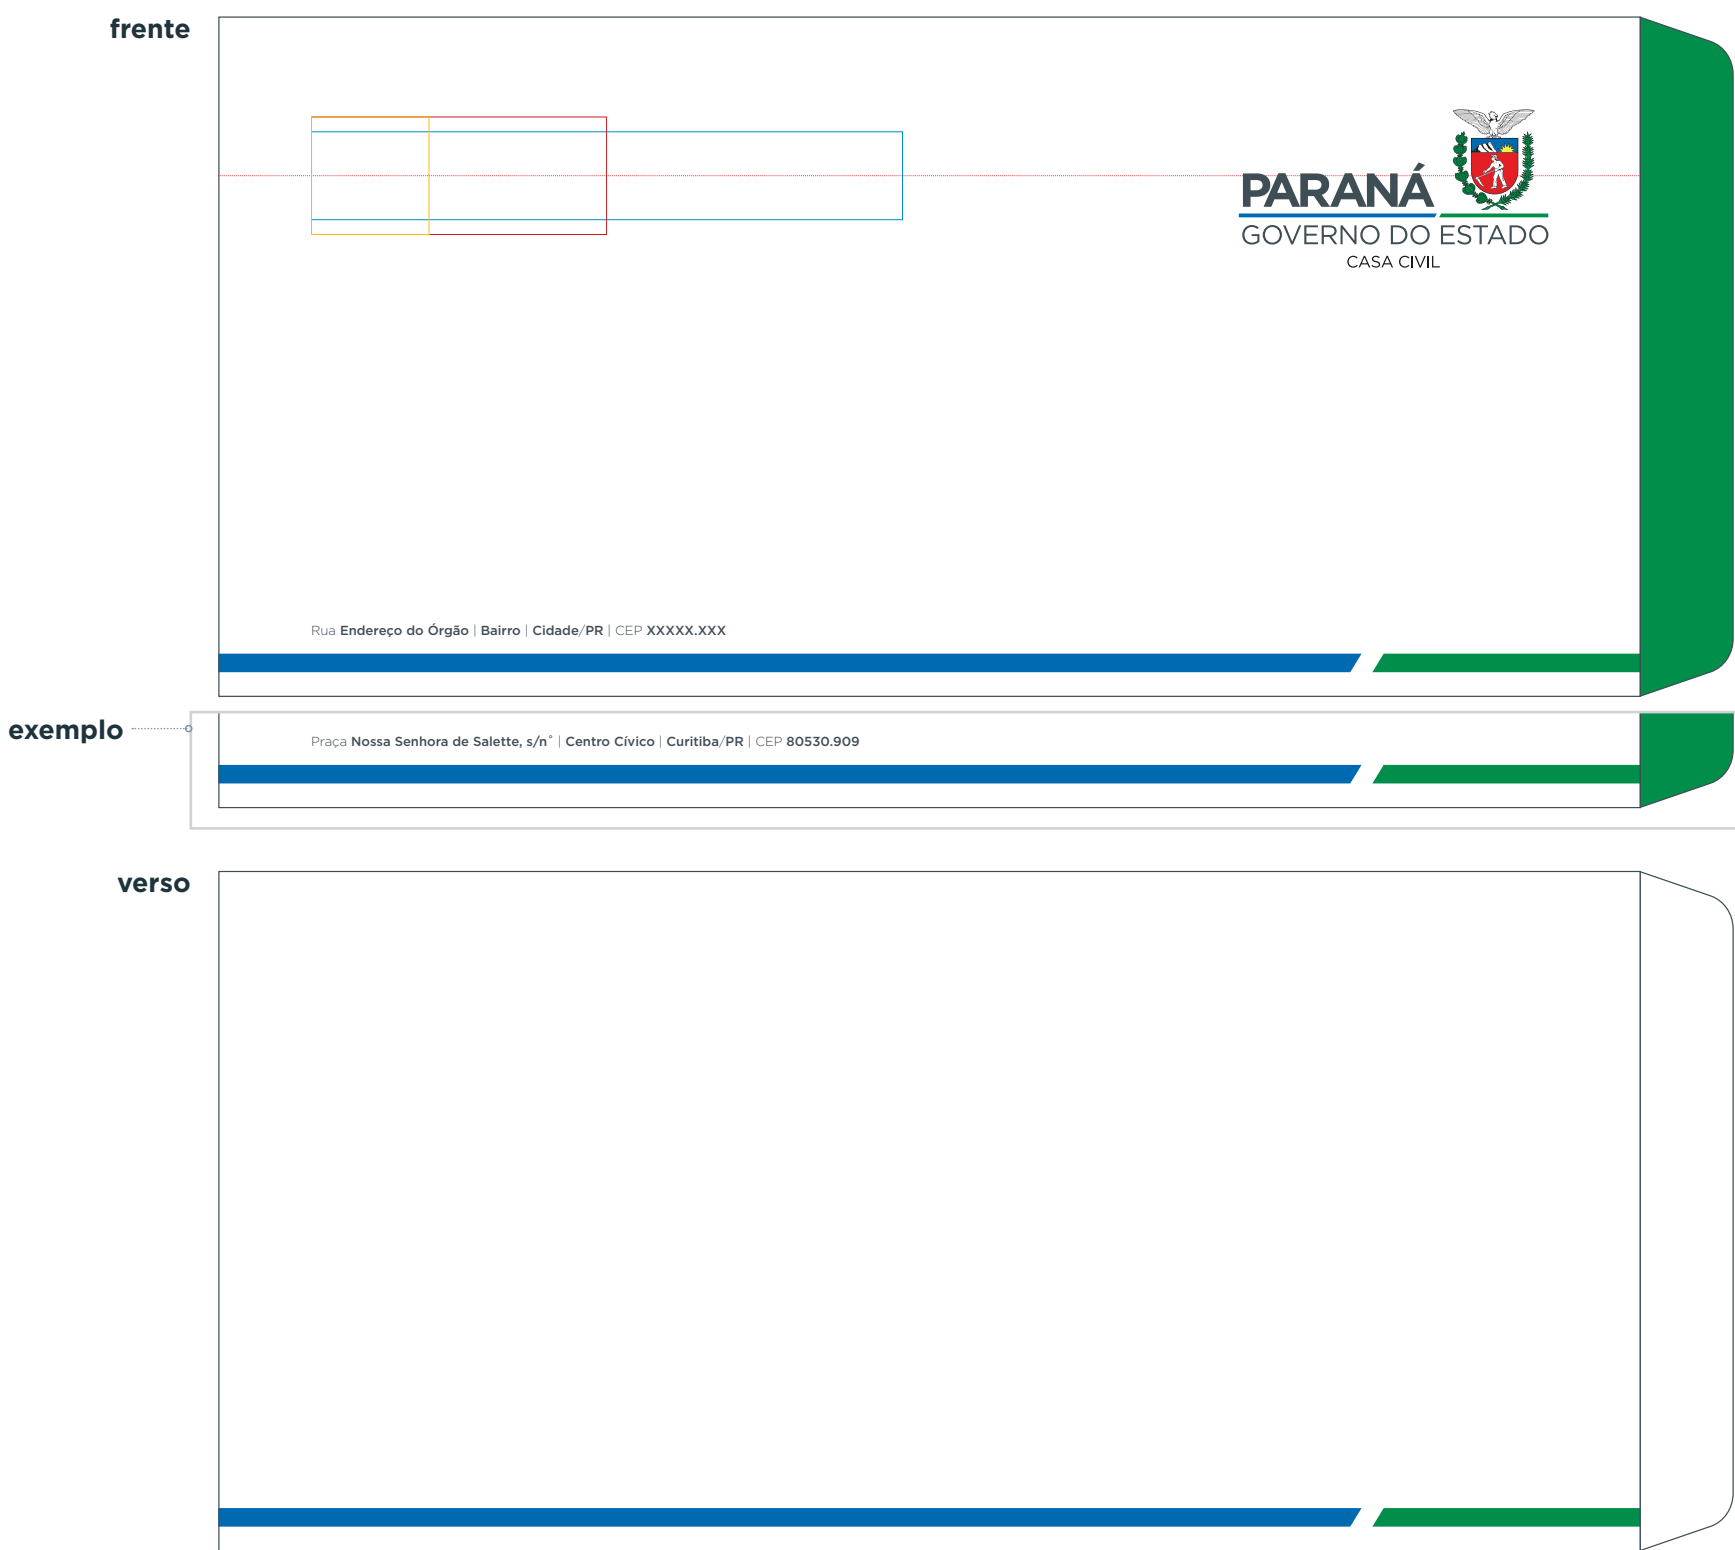 frente
PARANÁ
GOVERNO DO ESTADO
CASA CIVIL
Rua Endereço do Órgão | Bairro | Cidade/PR | CEP XXXXX.XXX
exemplo
Praça Nossa Senhora de Salette, s/n° | Centro Cívico | Curitiba/PR | CEP 80530.909
verso